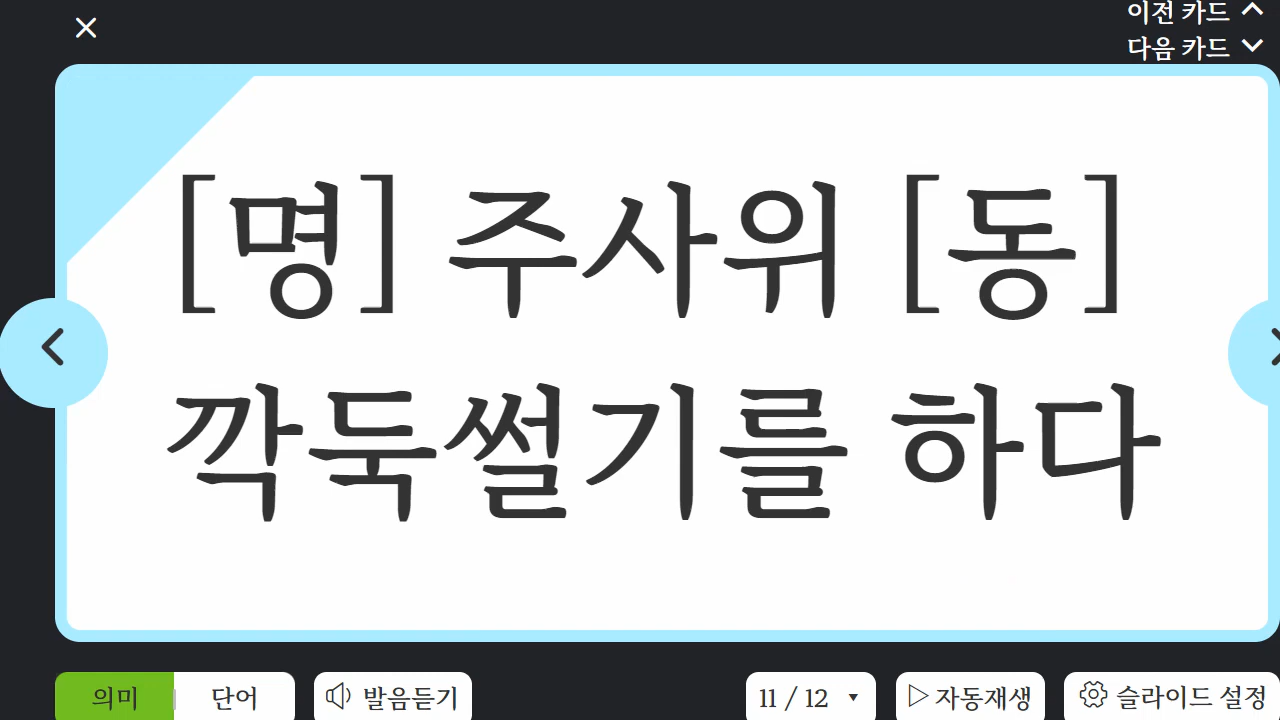 이전 카드
다음 카드
[명] 주사위 [동]
깍둑썰기를 하다
의미
단어
발음듣기
11 / 12
자동재생
슬라이드 설정